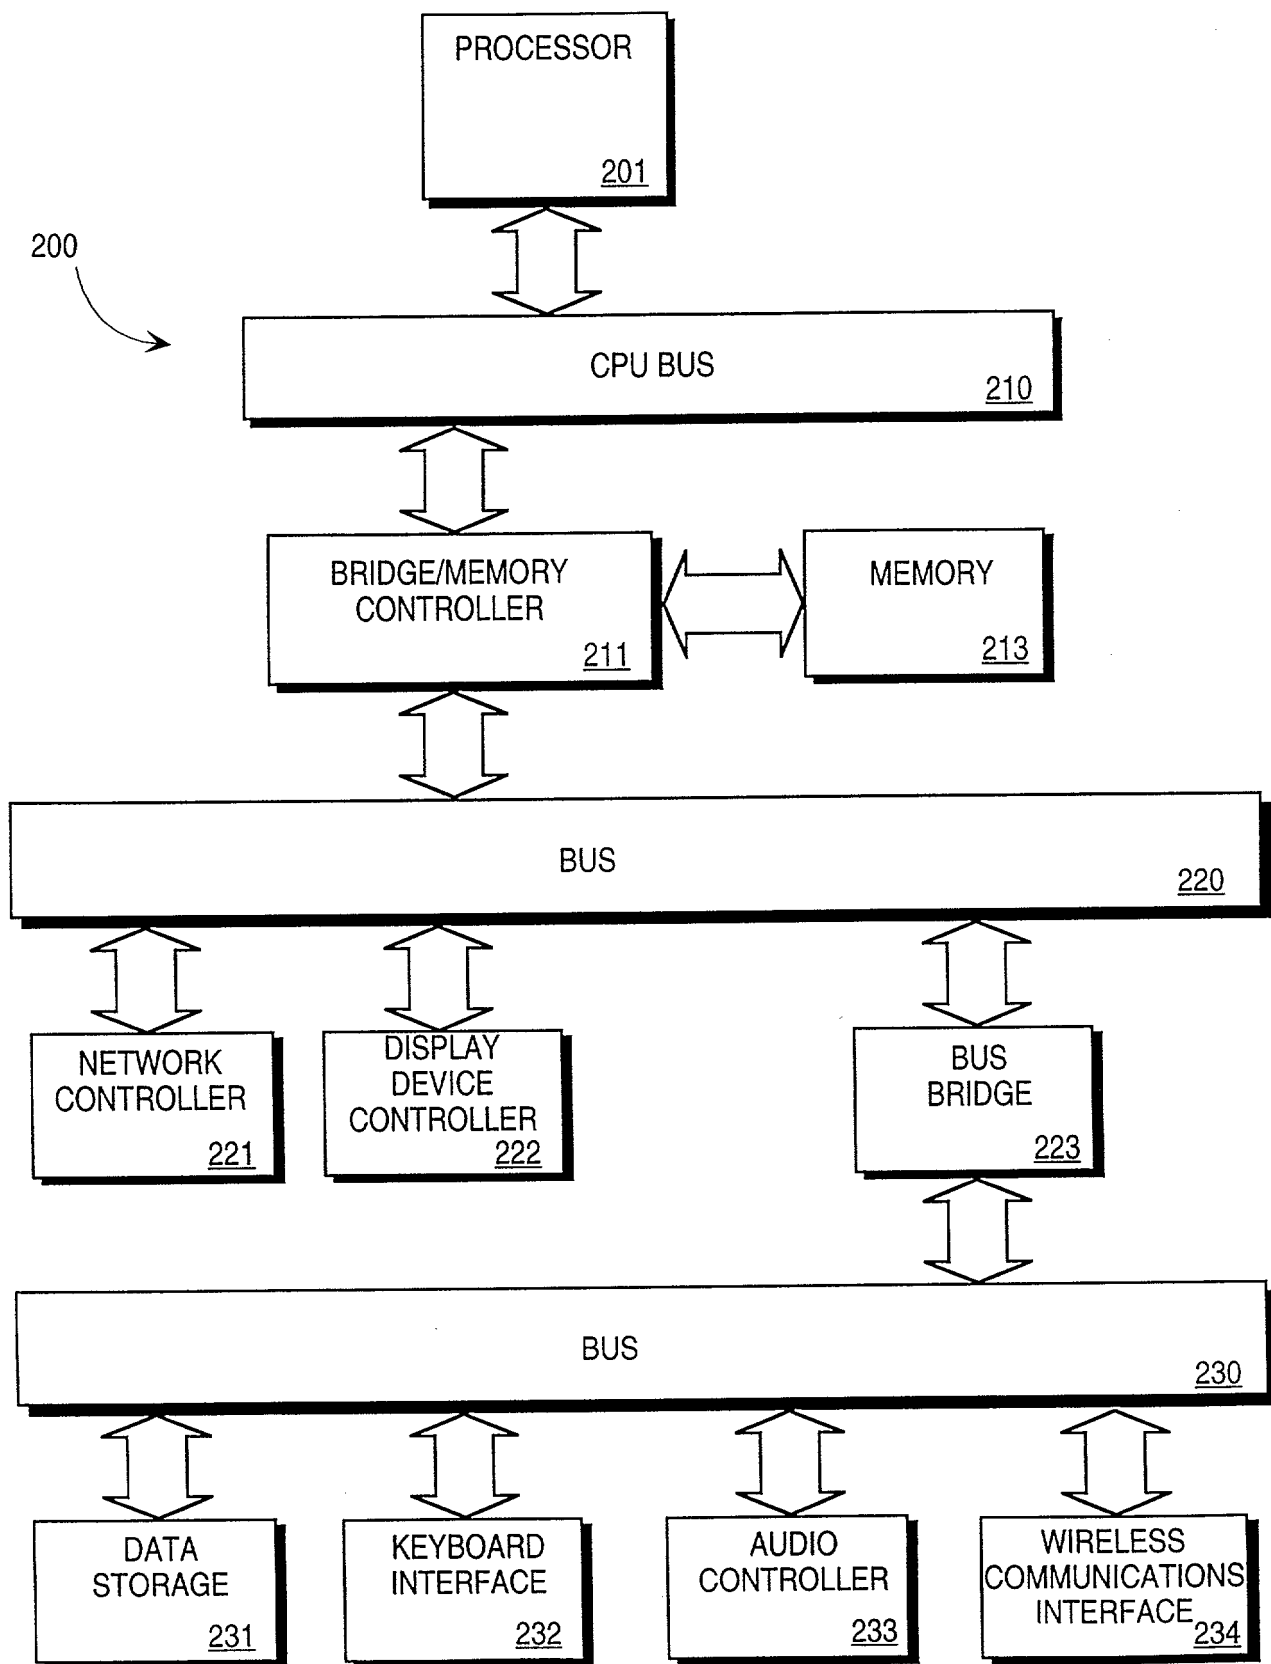 PROCESSOR
201
200
CPU BUS
210
BRIDGE/MEMORY
CONTROLLER
211
MEMORY
213
BUS
220
NETWORK
CONTROLLER
221
DISPLAY
DEVICE
CONTROLLER
222
BUS
BRIDGE
223
BUS
230
DATA
STORAGE
231
KEYBOARD
INTERFACE
232
AUDIO
CONTROLLER
233
WIRELESS
COMMUNICATIONS
INTERFACE
234